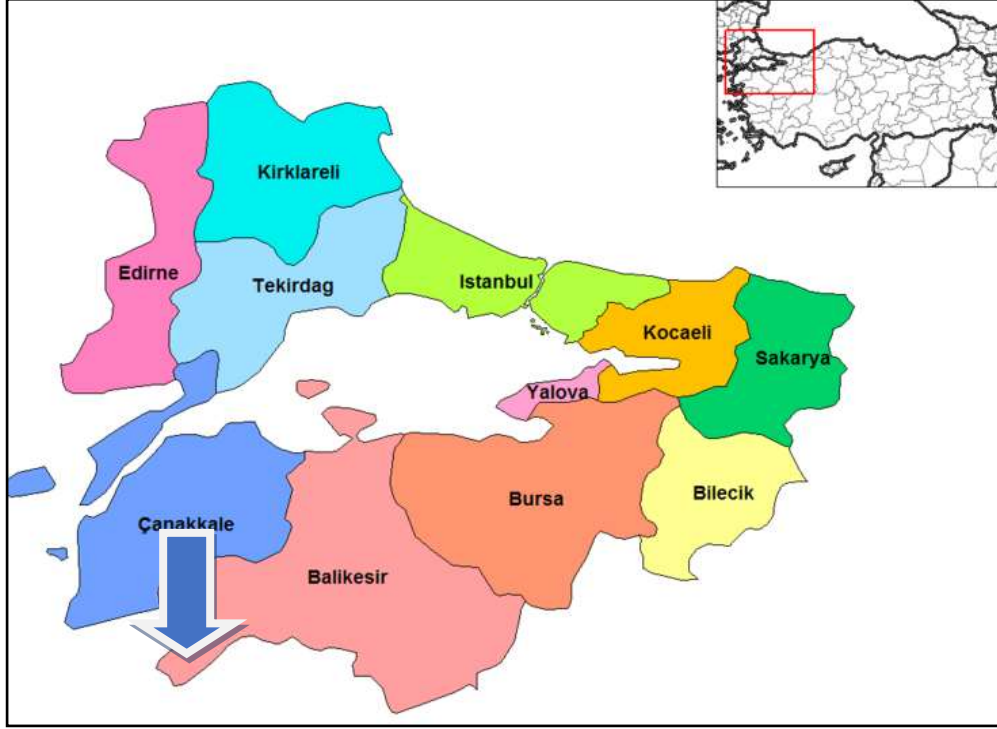 Kirklareli
Edirne
Tekirdag
Istanbul
Kocaeli
Sakarya
Yalova
Bilecik
Bursa
Çanakkale
Balikesir